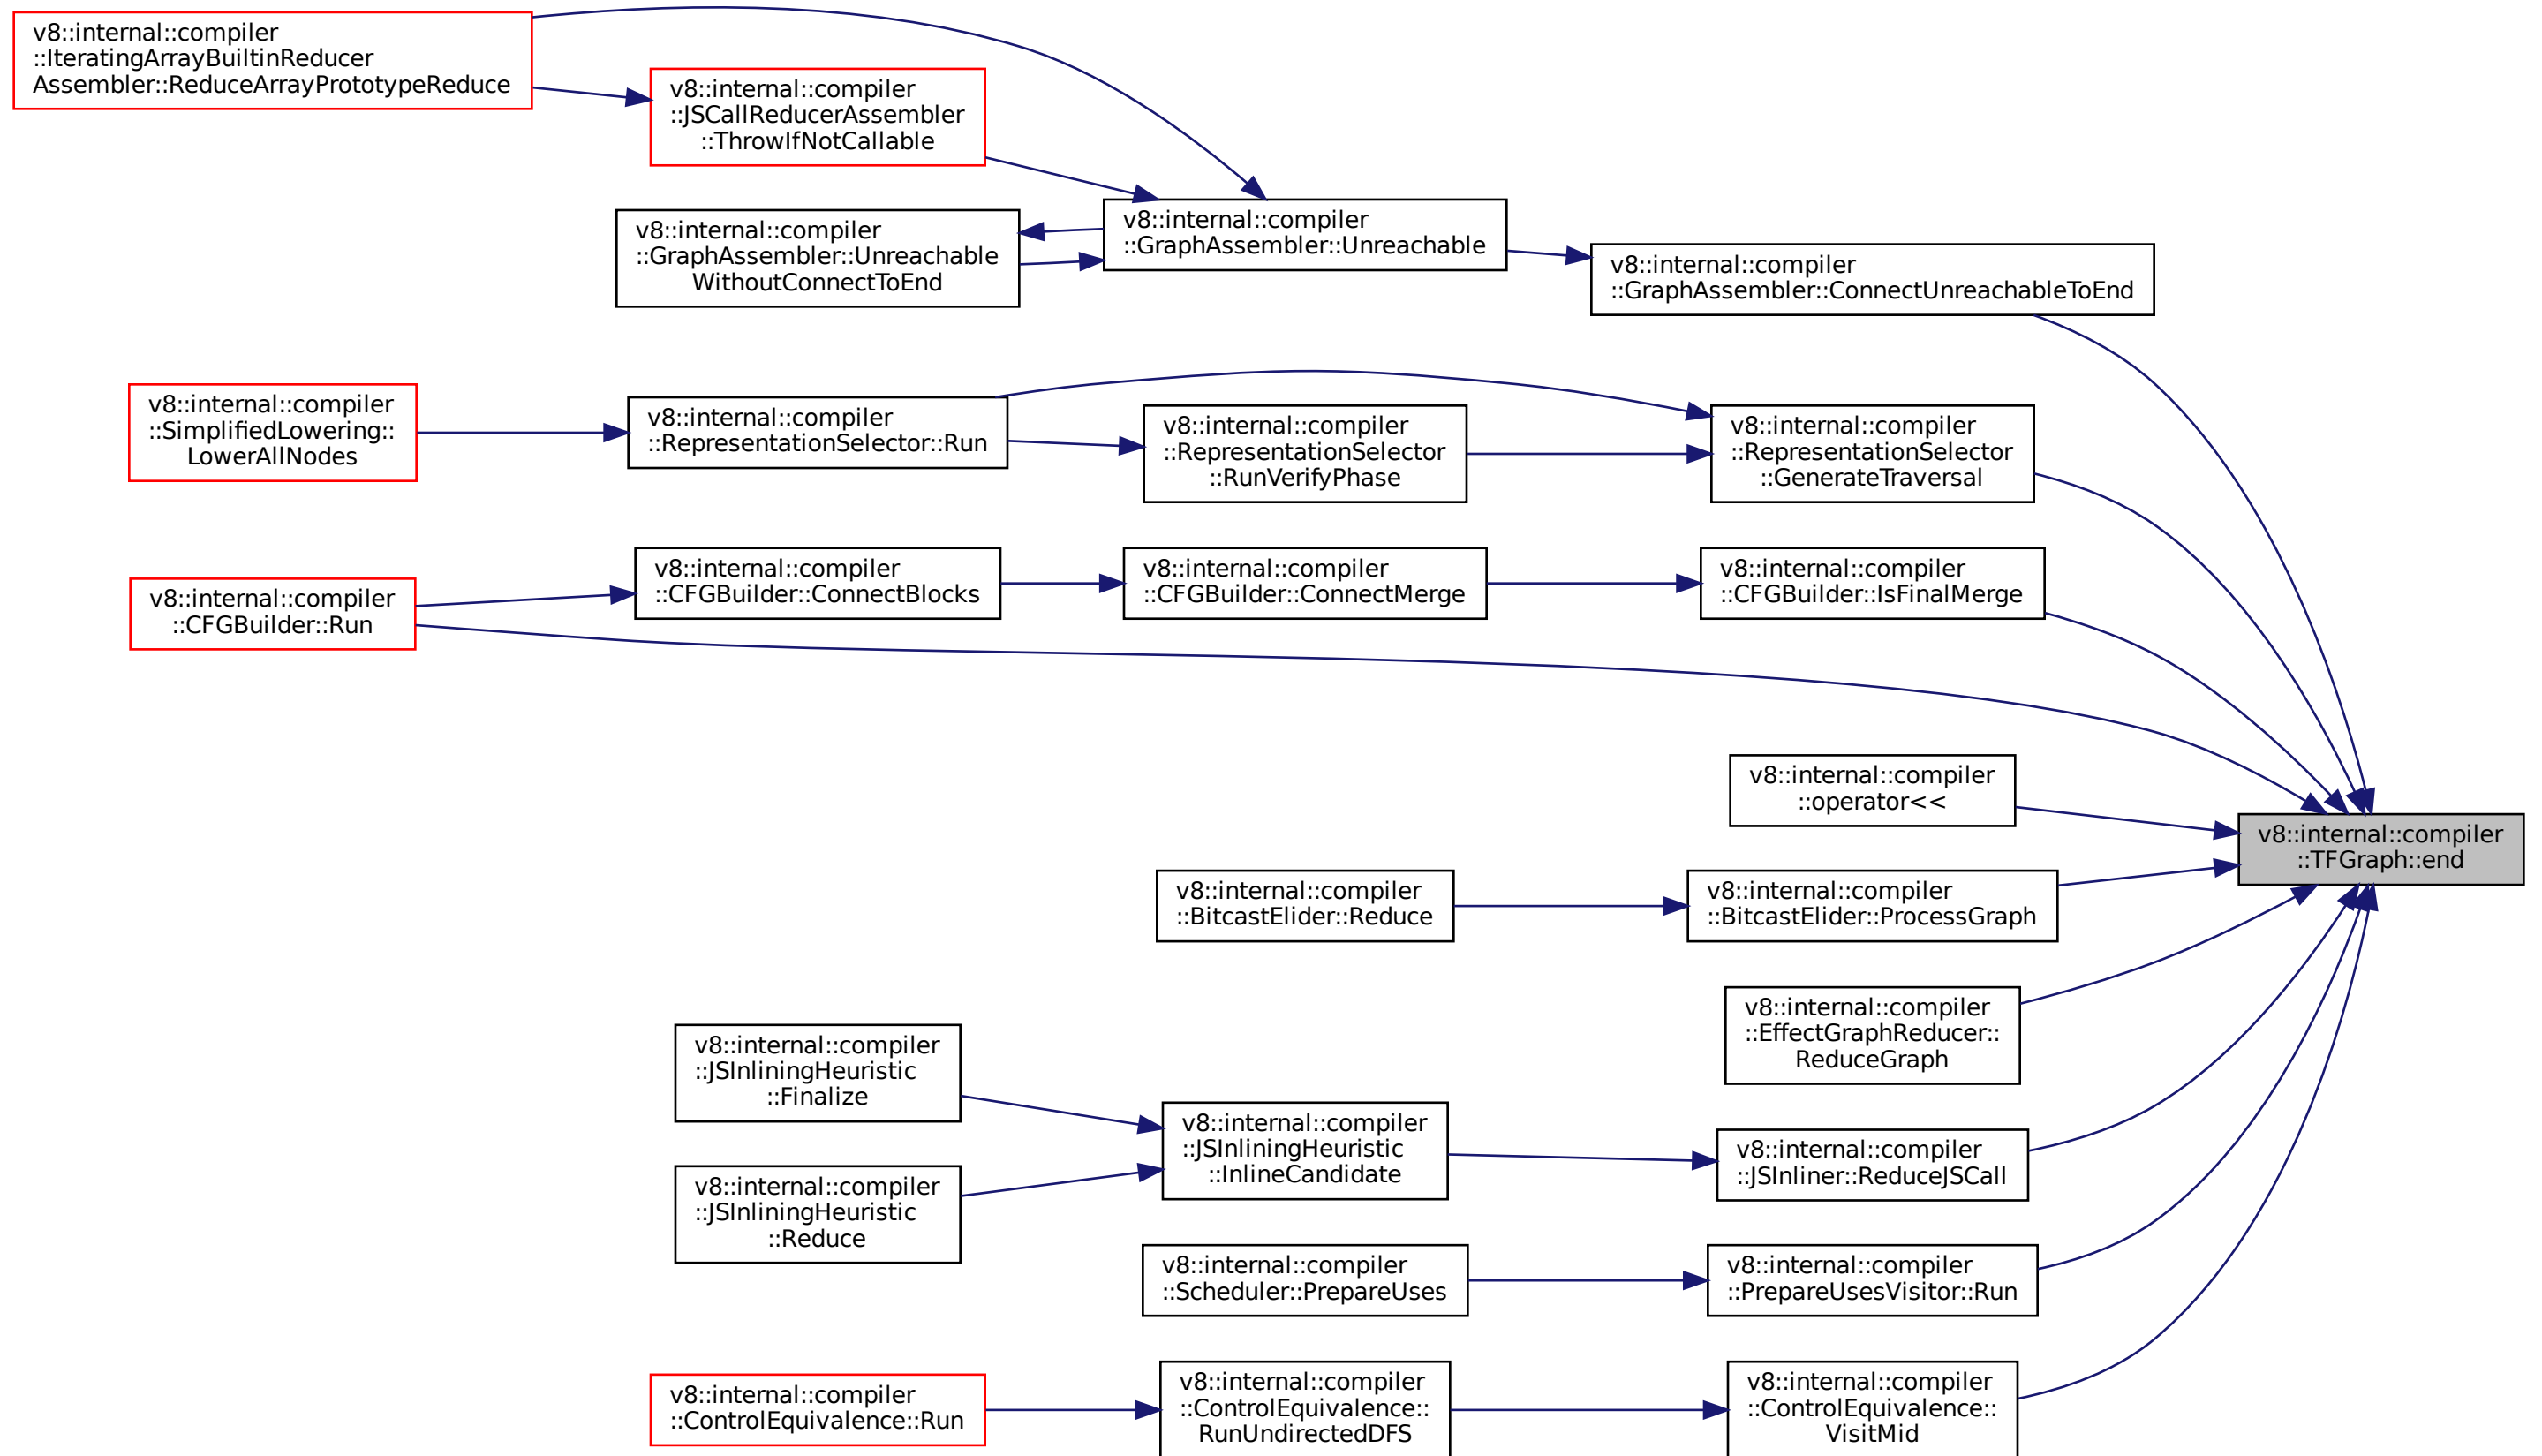 v8::internal::compiler
::IteratingArrayBuiltinReducer
Assembler::ReduceArrayPrototypeReduce
v8::internal::compiler
::JSCallReducerAssembler
::ThrowIfNotCallable
v8::internal::compiler
::GraphAssembler::Unreachable
WithoutConnectToEnd
v8::internal::compiler
::GraphAssembler::Unreachable
v8::internal::compiler
::GraphAssembler::ConnectUnreachableToEnd
v8::internal::compiler
::SimplifiedLowering::
LowerAllNodes
v8::internal::compiler
::RepresentationSelector::Run
v8::internal::compiler
::RepresentationSelector
::RunVerifyPhase
v8::internal::compiler
::RepresentationSelector
::GenerateTraversal
v8::internal::compiler
::CFGBuilder::Run
v8::internal::compiler
::CFGBuilder::ConnectBlocks
v8::internal::compiler
::CFGBuilder::ConnectMerge
v8::internal::compiler
::CFGBuilder::IsFinalMerge
v8::internal::compiler
::operator<<
v8::internal::compiler
::TFGraph::end
v8::internal::compiler
::BitcastElider::Reduce
v8::internal::compiler
::BitcastElider::ProcessGraph
v8::internal::compiler
::EffectGraphReducer::
ReduceGraph
v8::internal::compiler
::JSInliningHeuristic
::Finalize
v8::internal::compiler
::JSInliningHeuristic
::Reduce
v8::internal::compiler
::JSInliningHeuristic
::InlineCandidate
v8::internal::compiler
::JSInliner::ReduceJSCall
v8::internal::compiler
::Scheduler::PrepareUses
v8::internal::compiler
::PrepareUsesVisitor::Run
v8::internal::compiler
::ControlEquivalence::Run
v8::internal::compiler
::ControlEquivalence::
RunUndirectedDFS
v8::internal::compiler
::ControlEquivalence::
VisitMid